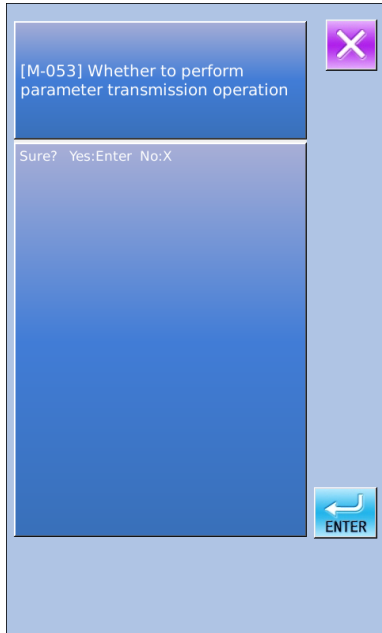 [M-053] Whether to perform
parameter transmission operation
Sure? Yes:Enter No:X
ENTER